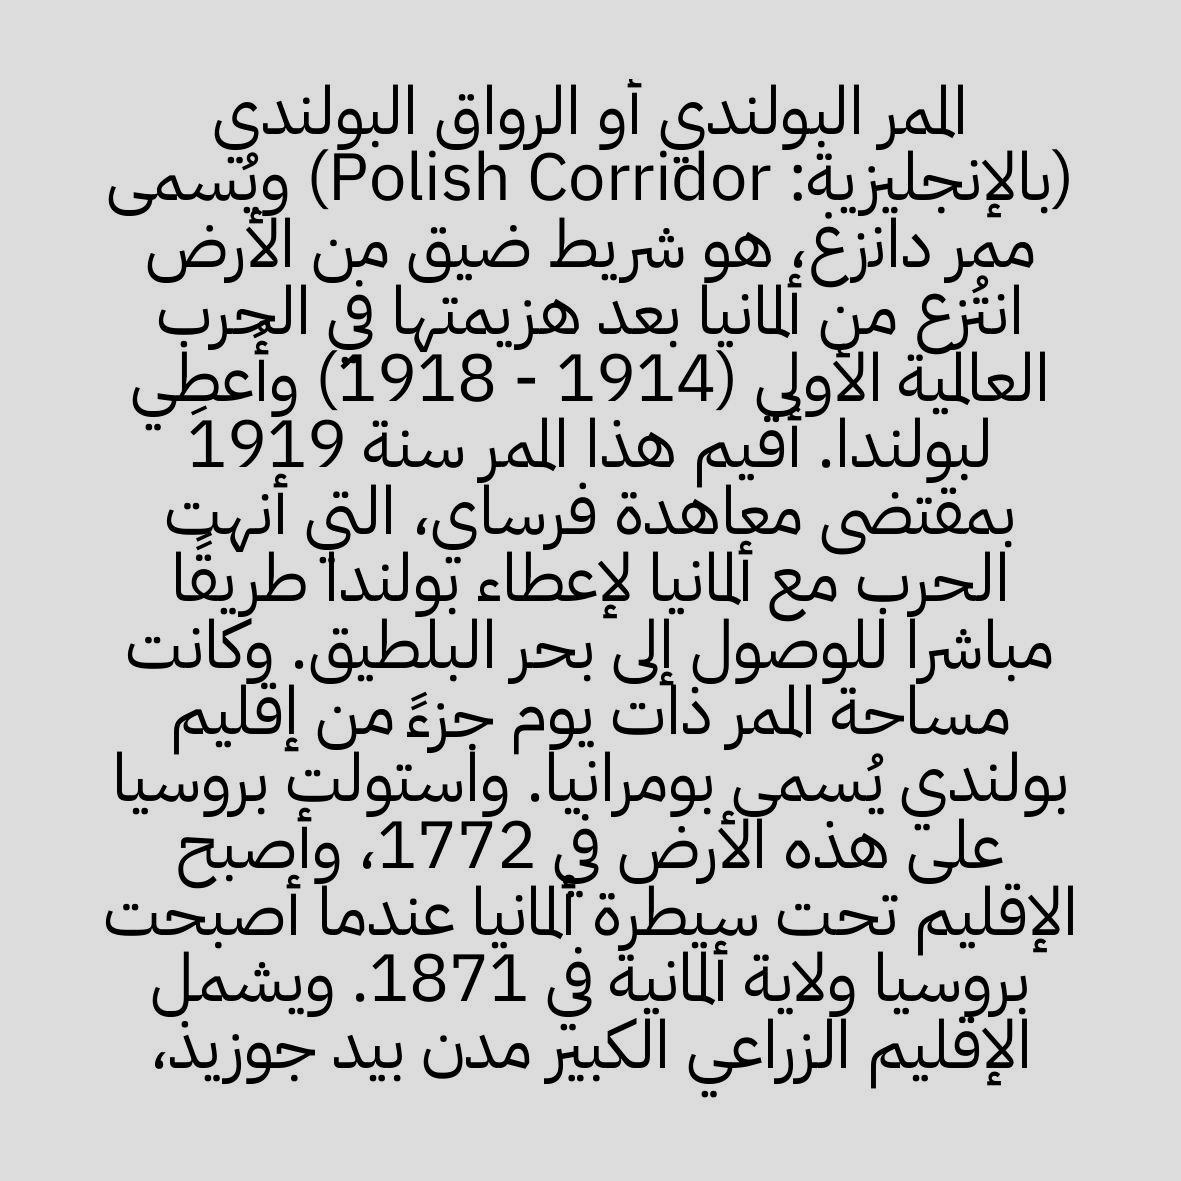 الممر البولندي أو الرواق البولندي
(بالإنجليزية: Polish Corridor) ويُسمى
ممر دانزغ، هو شريط ضيق من الأرض
انتُزع من ألمانيا بعد هزيمتها في الحرب
العالمية الأولى (1914 - 1918) وأُعطِي
لبولندا. أقيم هذا الممر سنة 1919
بمقتضى معاهدة فرساي، التي أنهت
الحرب مع ألمانيا لإعطاء بولندا طريقًا
مباشرا للوصول إلى بحر البلطيق. وكانت
مساحة الممر ذات يوم جزءً من إقليم
بولندي يُسمى بومرانيا. واستولت بروسيا
على هذه الأرض في 1772، وأصبح
الإقليم تحت سيطرة ألمانيا عندما أصبحت
بروسيا ولاية ألمانية في 1871. ويشمل
الإقليم الزراعي الكبير مدن بيد جوزيذ،